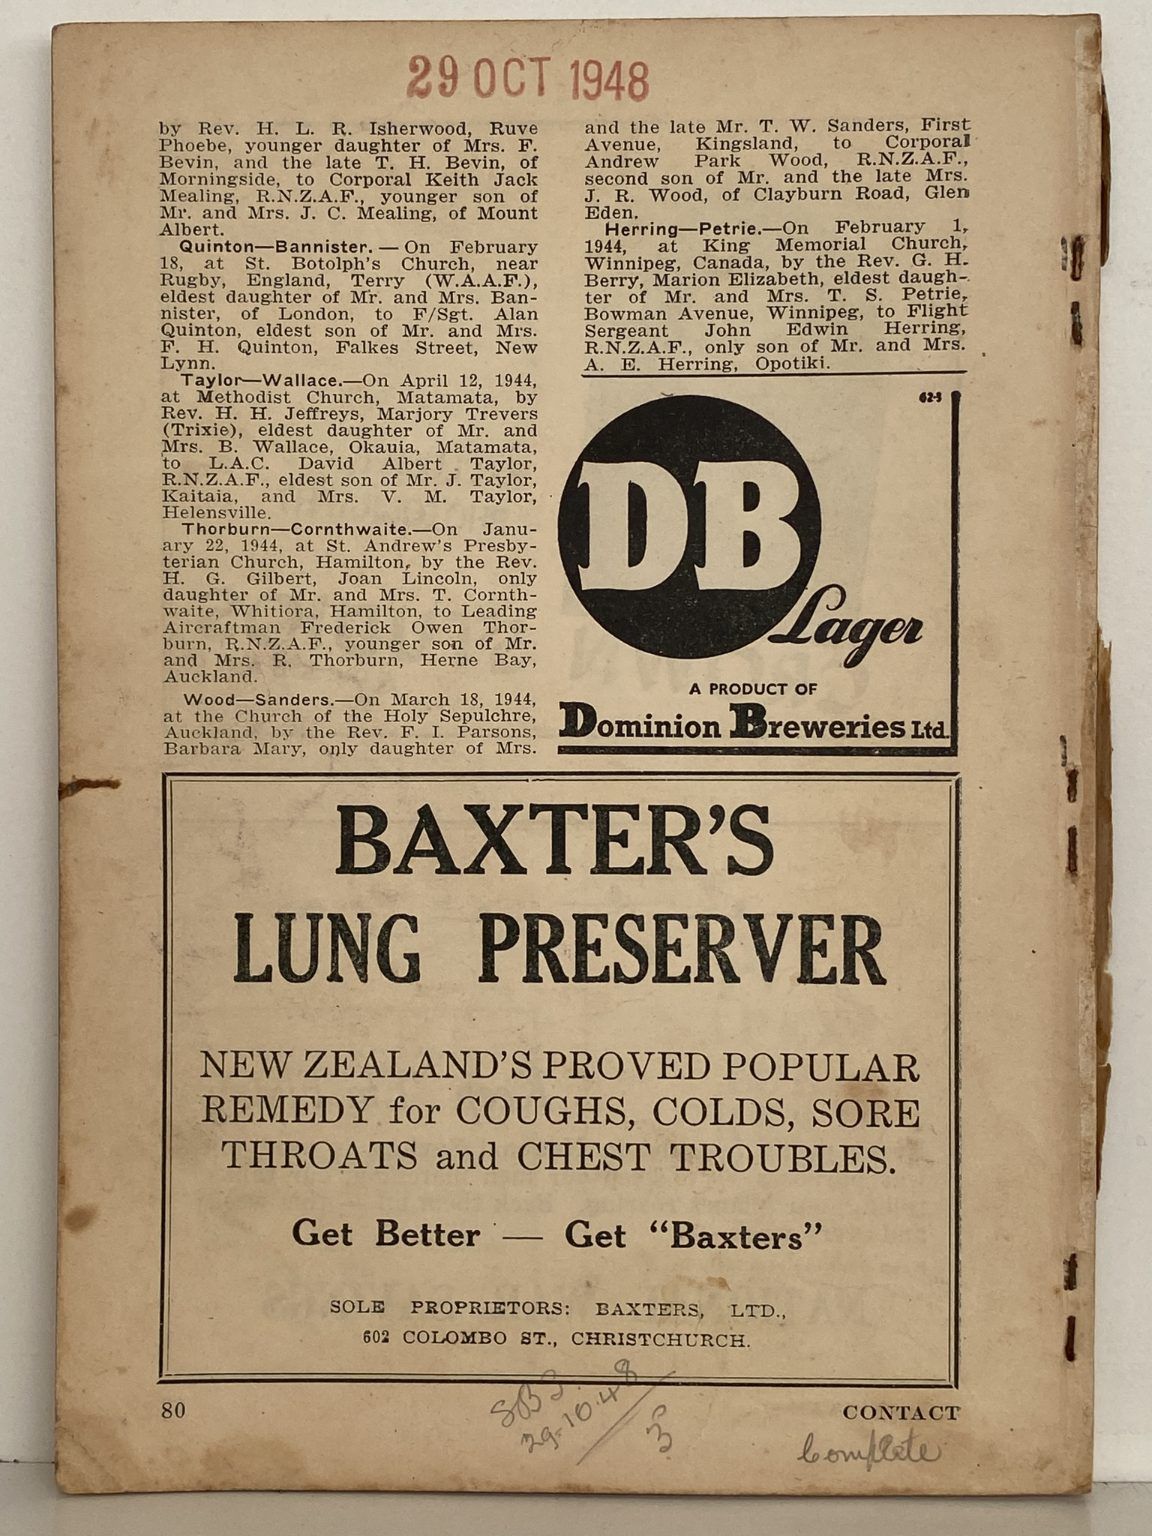 29 OCT 1948
by Rev. H. L. R. Isherwood, Ruve
Phoebe, younger daughter of Mrs. F.
Bevin, and the late T. H. Bevin, of
Morningside, to Corporal Keith Jack
Mealing, R.N.Z.A.F., younger son of
Mr. and Mrs. J. C. Mealing, of Mount
Albert.
Quinton—Bannister. — On February
18, at St. Botolph's Church, near
Rugby, England, Terry (W.A.A.F.),
eldest daughter of Mr. and Mrs. Ban-
nister, of London, to F/Sgt. Alan
Quinton, eldest son of Mr. and Mrs.
F. H. Quinton, Falkes Street, New
Lynn.
Taylor—Wallace.—On April 12, 1944,
at Methodist Church, Matamata, by
Rev. H. H. Jeffreys, Marjory Trevers
(Trixie), eldest daughter of Mr. and
Mrs. B. Wallace, Okauia, Matamata,
to L.A.C. David Albert Taylor,
R.N.Z.A.F., eldest son of Mr. J. Taylor,
Kaitaia, and Mrs. V. M. Taylor,
Helensville.
Thorburn—Cornthwaite.—On Janu-
ary 22, 1944, at St. Andrew's Presby-
terian Church, Hamilton, by the Rev.
H. G. Gilbert, Joan Lincoln, only
daughter of Mr. and Mrs. T. Cornth-
waite, Whitiora, Hamilton, to Leading
Aircraftman Frederick Owen Thor-
burn, R.N.Z.A.F., younger son of Mr.
and Mrs. R. Thorburn, Herne Bay,
Auckland.
Wood—Sanders.—On March 18, 1944,
at the Church of the Holy Sepulchre,
Auckland, by the Rev. F. I. Parsons,
Barbara Mary, only daughter of Mrs.
and the late Mr. T. W. Sanders, First
Avenue, Kingsland, to Corporal
Andrew Park Wood, R.N.Z.A.F.,
second son of Mr. and the late Mrs.
J. R. Wood, of Clayburn Road, Glen
Eden.
Herring—Petrie.—On February 1,
1944, at King Memorial Church,
Winnipeg, Canada, by the Rev. G. H.
Berry, Marion Elizabeth, eldest daugh-
ter of Mr. and Mrs. T. S. Petrie,
Bowman Avenue, Winnipeg, to Flight
Sergeant John Edwin Herring,
R.N.Z.A.F., only son of Mr. and Mrs.
A. E. Herring, Opotiki.
62-3
DB
Lager
A PRODUCT OF
Dominion Breweries Ltd.
BAXTER'S
LUNG PRESERVER
NEW ZEALAND'S PROVED POPULAR
REMEDY for COUGHS, COLDS, SORE
THROATS and CHEST TROUBLES.
Get Better — Get "Baxters"
SOLE PROPRIETORS: BAXTERS, LTD.,
602 COLOMBO ST., CHRISTCHURCH.
80
CONTACT
29.10.48
Complete